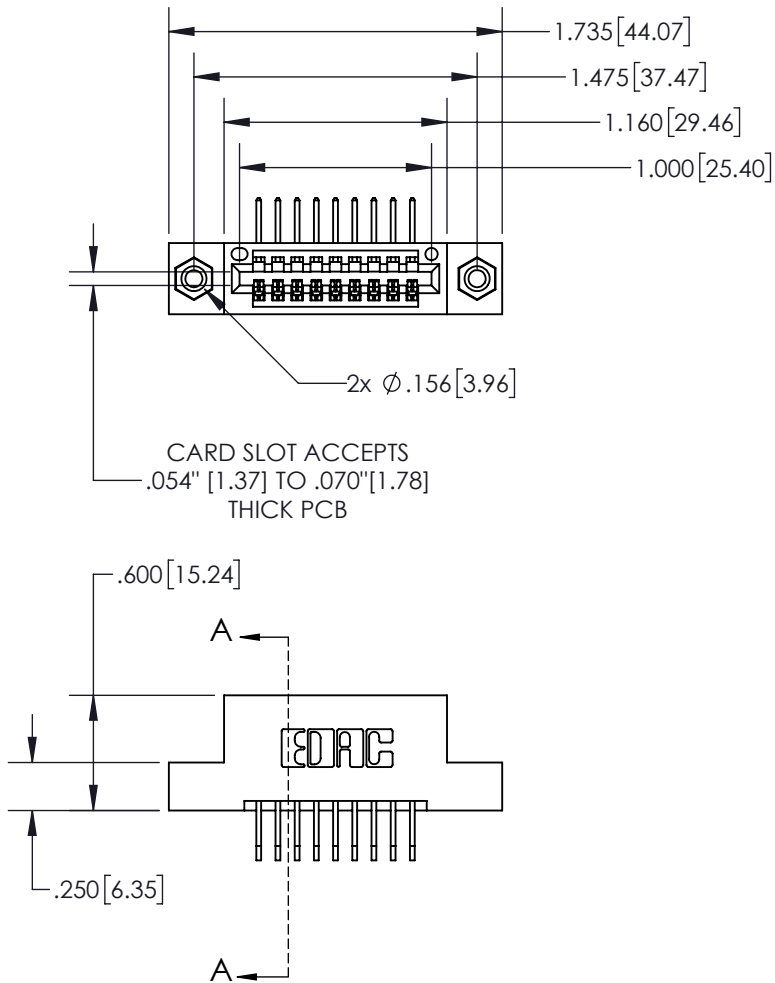 1.735[44.07]
1.475[37.47]
1.160[29.46]
1.000[25.40]
2x Ø.156[3.96]
CARD SLOT ACCEPTS
.054" [1.37] TO .070"[1.78]
THICK PCB
.600[15.24]
A
EDAC
.250[6.35]
A